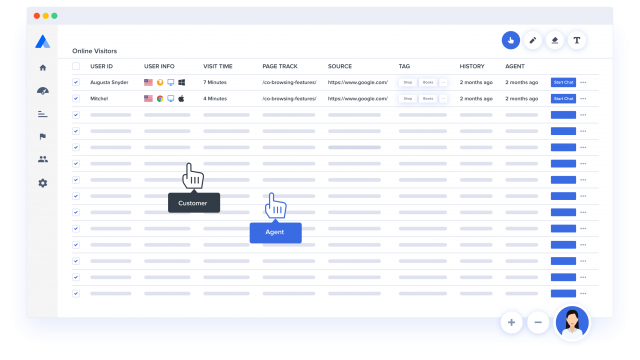 T
Online Visitors
USER ID USER INFO VISIT TIME PAGE TRACK SOURCE TAG HISTORY AGENT
Augusta Snyder 7 Minutes /co-browsing-features/ https://www.google.com/ Shop Books 2 months ago 2 months ago Start Chat
Mitchel 4 Minutes /co-browsing-features/ https://www.google.com/ Shop Books 2 months ago 2 months ago Start Chat
Customer
Agent